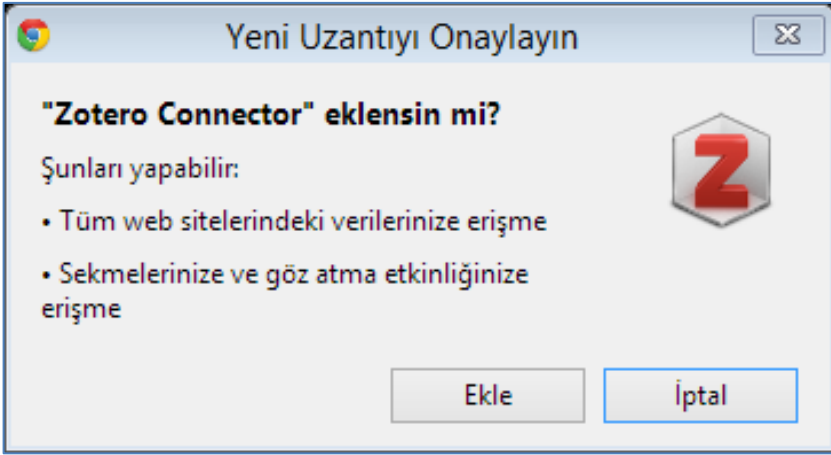 Yeni Uzantıyı Onaylayın
"Zotero Connector" eklensin mi?
Şunları yapabilir:
• Tüm web sitelerindeki verilerinize erişme
• Sekmelerinize ve göz atma etkinliğinize
erişme
Z
Ekle
İptal